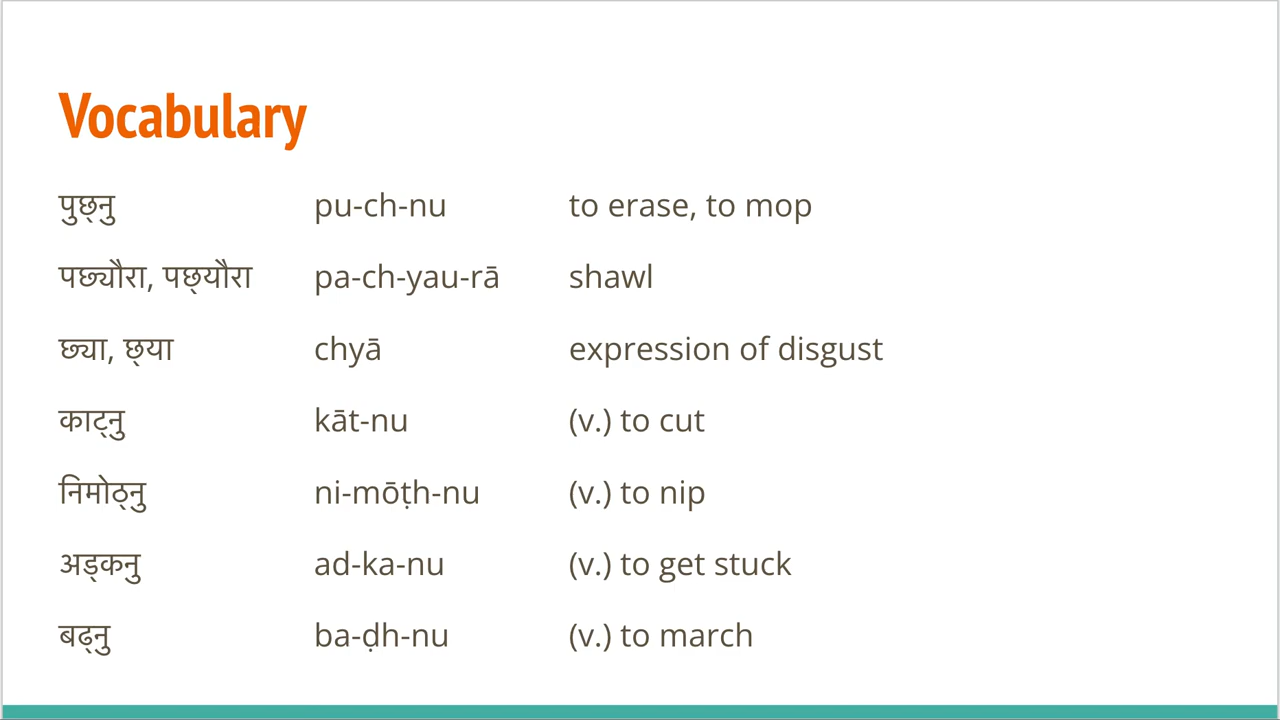 Vocabulary
पुछ्नु pu-ch-nu to erase, to mop
पछ्यौरा, पछ्‌यौरा pa-ch-yau-rā shawl
छ्या, छ्‌या chyā expression of disgust
काट्नु kāt-nu (v.) to cut
निमोठ्नु ni-mōṭh-nu (v.) to nip
अड्कनु ad-ka-nu (v.) to get stuck
बढ्नु ba-ḍh-nu (v.) to march